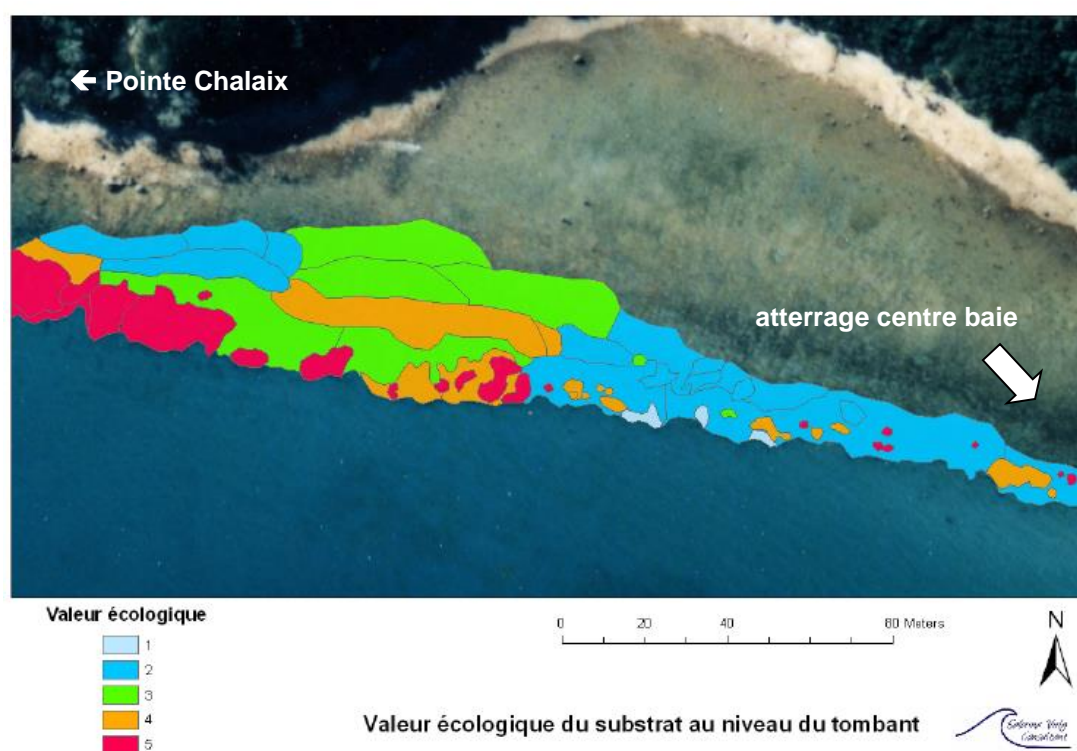 ← Pointe Chalaix
atterrage centre baie
Valeur écologique
1
2
3
4
5
0 20 40 80 Meters
N
Valeur écologique du substrat au niveau du tombant
Consultant